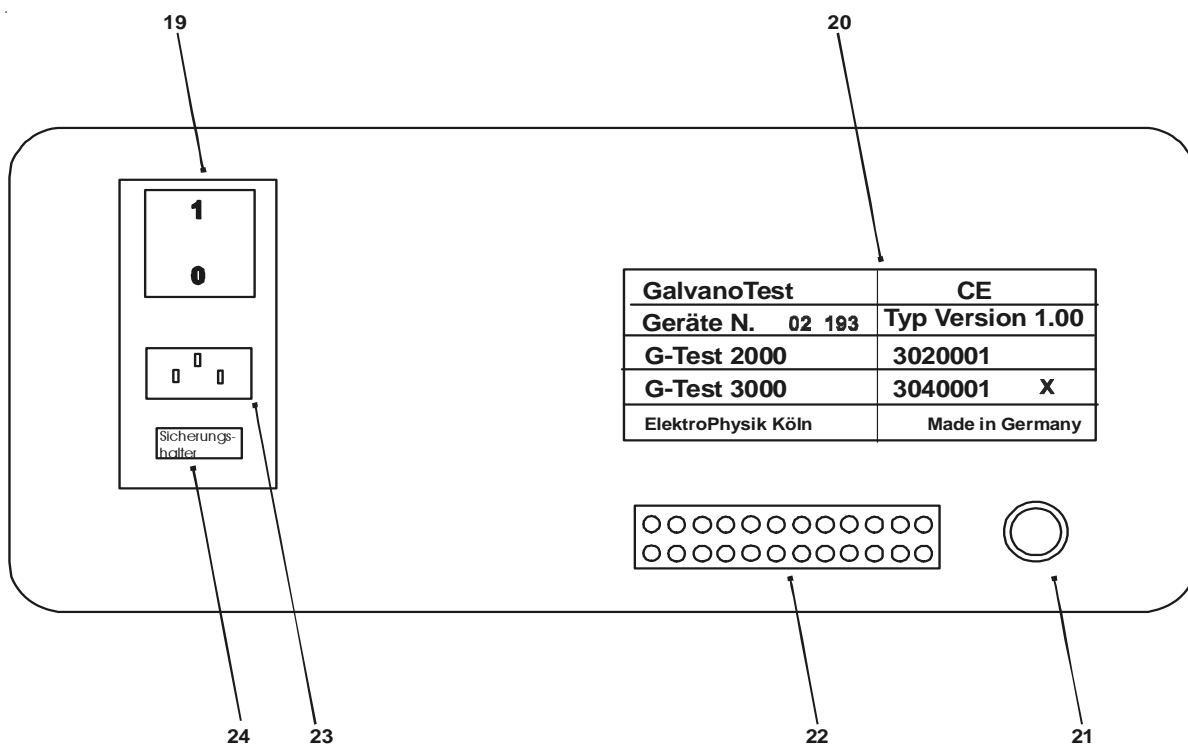 19 20
1
0
GalvanoTest CE
Geräte N. 02 193 Typ Version 1.00
G-Test 2000 3020001
G-Test 3000 3040001 X
ElektroPhysik Köln Made in Germany
Sicherungs-
halter
24 23 22 21